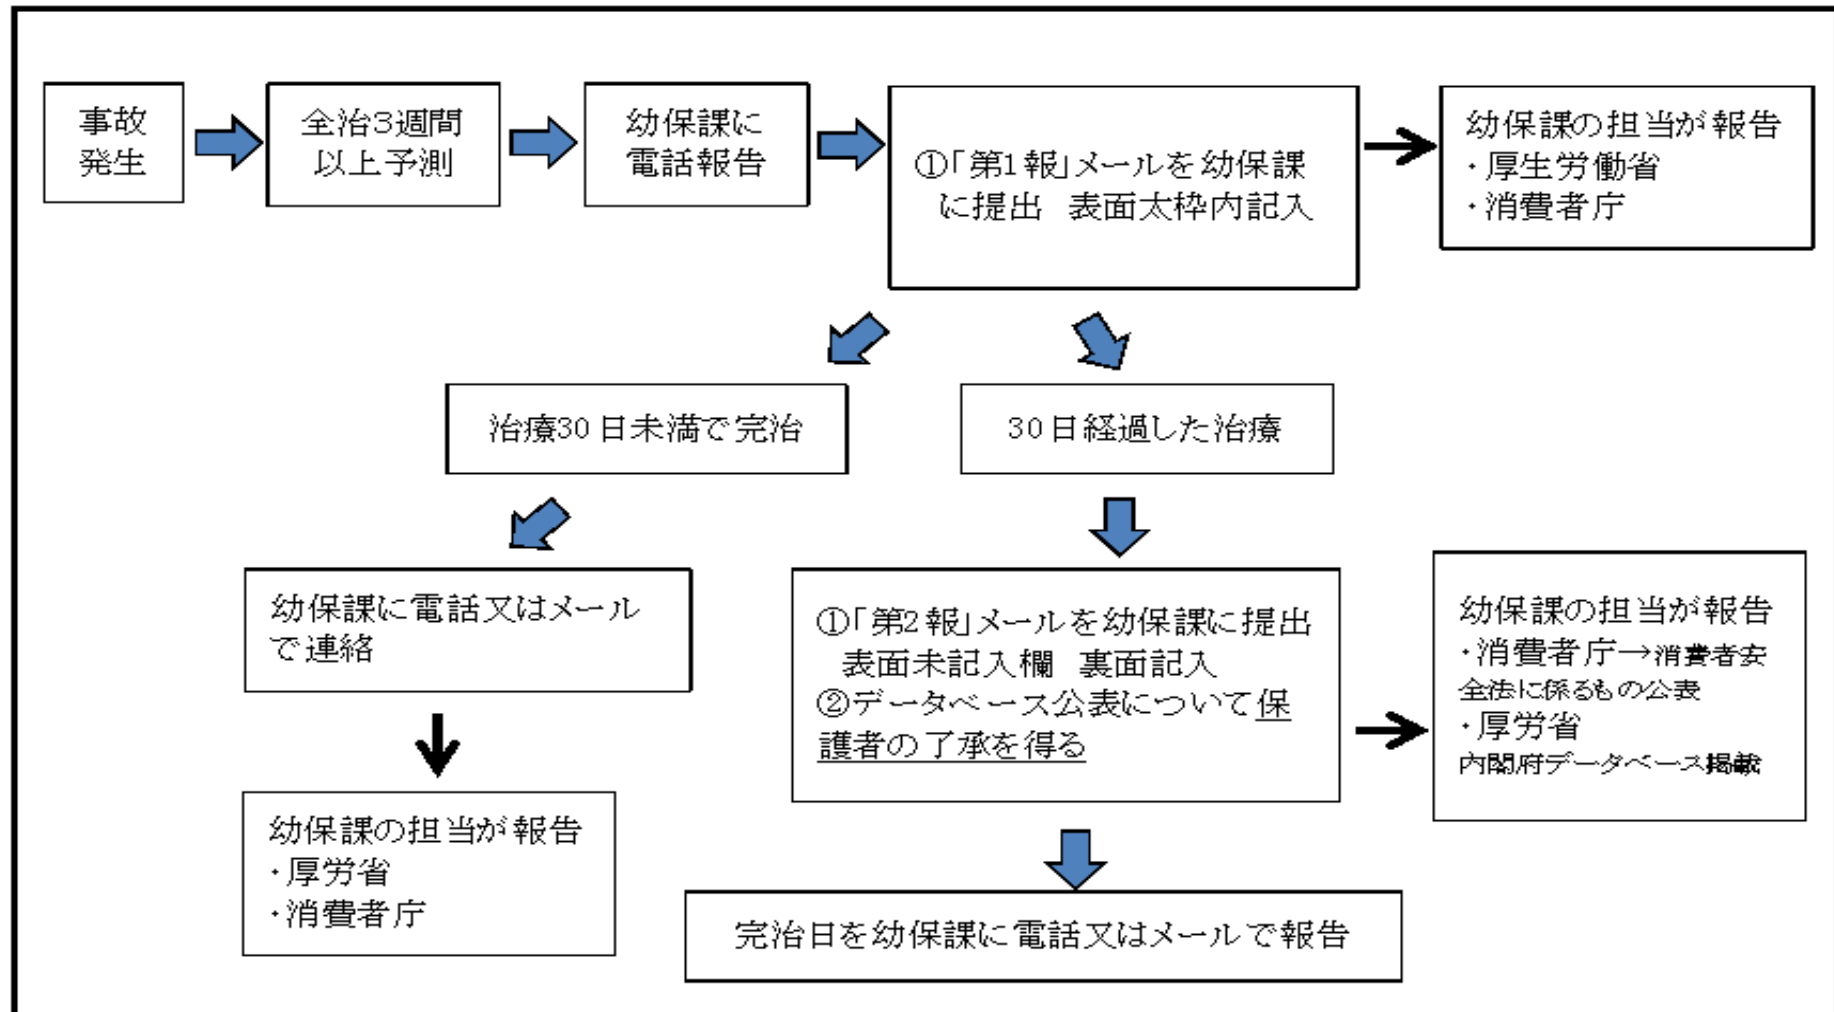 事故
発生
全治3週間
以上予測
幼保課に
電話報告
①「第1報」メールを幼保課
に提出 表面太枠内記入
幼保課の担当が報告
・厚生労働省
・消費者庁
治療30日未満で完治
30日経過した治療
幼保課に電話又はメール
で連絡
①「第2報」メールを幼保課に提出
表面未記入欄 裏面記入
②データベース公表について保
護者の了承を得る
幼保課の担当が報告
・消費者庁→消費者安
全法に係るもの公表
・厚労省
内閣府データベース掲載
幼保課の担当が報告
・厚労省
・消費者庁
完治日を幼保課に電話又はメールで報告